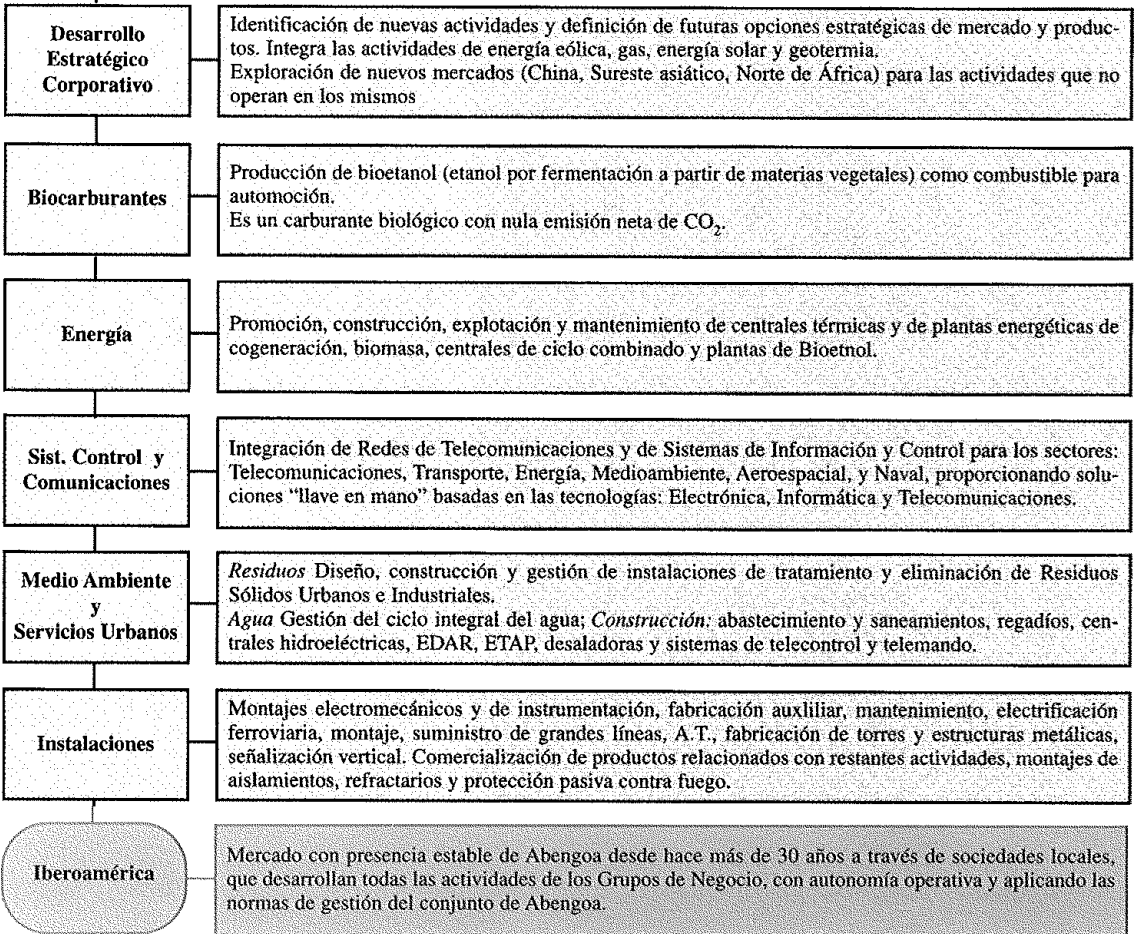 Desarrollo
Estratégico
Corporativo
Identificación de nuevas actividades y definición de futuras opciones estratégicas de mercado y produc-
tos. Integra las actividades de energía eólica, gas, energía solar y geotermia.
Exploración de nuevos mercados (China, Sureste asiático, Norte de África) para las actividades que no
operan en los mismos
Biocarburantes
Producción de bioetanol (etanol por fermentación a partir de materias vegetales) como combustible para
automoción.
Es un carburante biológico con nula emisión neta de CO₂.
Energía
Promoción, construcción, explotación y mantenimiento de centrales térmicas y de plantas energéticas de
cogeneración, biomasa, centrales de ciclo combinado y plantas de Bioetnol.
Sist. Control y
Comunicaciones
Integración de Redes de Telecomunicaciones y de Sistemas de Información y Control para los sectores:
Telecomunicaciones, Transporte, Energía, Medioambiente, Aeroespacial, y Naval, proporcionando solu-
ciones “llave en mano” basadas en las tecnologías: Electrónica, Informática y Telecomunicaciones.
Medio Ambiente
y
Servicios Urbanos
Residuos Diseño, construcción y gestión de instalaciones de tratamiento y eliminación de Residuos
Sólidos Urbanos e Industriales.
Agua Gestión del ciclo integral del agua; Construcción: abastecimiento y saneamientos, regadíos, cen-
trales hidroeléctricas, EDAR, ETAP, desaladoras y sistemas de telecontrol y telemando.
Instalaciones
Montajes electromecánicos y de instrumentación, fabricación auxliliar, mantenimiento, electrificación
ferroviaria, montaje, suministro de grandes líneas, A.T., fabricación de torres y estructuras metálicas,
señalización vertical. Comercialización de productos relacionados con restantes actividades, montajes de
aislamientos, refractarios y protección pasiva contra fuego.
Iberoamérica
Mercado con presencia estable de Abengoa desde hace más de 30 años a través de sociedades locales,
que desarrollan todas las actividades de los Grupos de Negocio, con autonomía operativa y aplicando las
normas de gestión del conjunto de Abengoa.